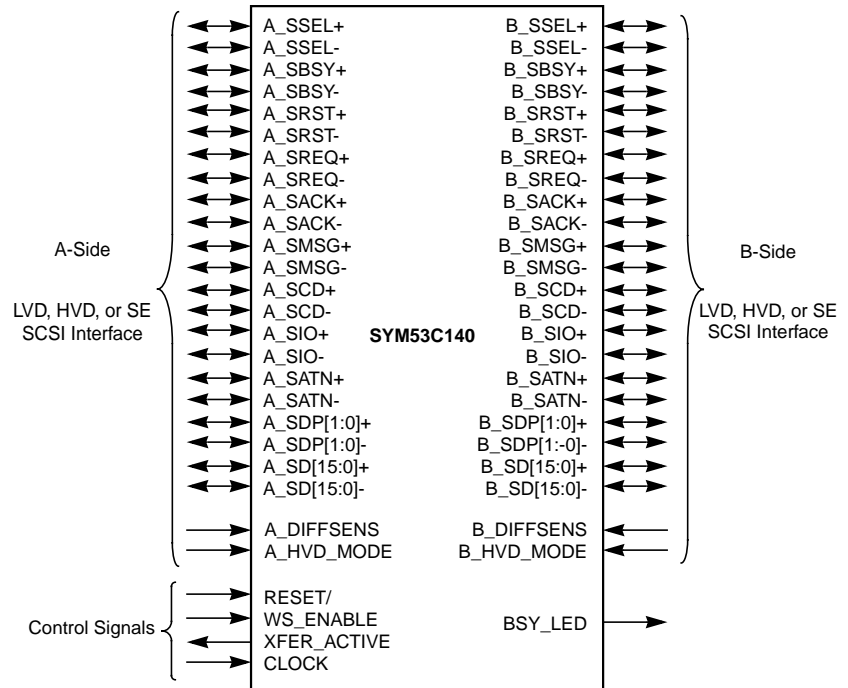 A_SSEL+ B_SSEL+
A_SSEL- B_SSEL-
A_SBSY+ B_SBSY+
A_SBSY- B_SBSY-
A_SRST+ B_SRST+
A_SRST- B_SRST-
A_SREQ+ B_SREQ+
A_SREQ- B_SREQ-
A_SACK+ B_SACK+
A_SACK- B_SACK-
A_SMSG+ B_SMSG+
A_SMSG- B_SMSG-
A_SCD+ B_SCD+
A_SCD- B_SCD-
A_SIO+ B_SIO+
A_SIO- B_SIO-
A_SATN+ B_SATN+
A_SATN- B_SATN-
A_SDP[1:0]+ B_SDP[1:0]+
A_SDP[1:0]- B_SDP[1:-0]-
A_SD[15:0]+ B_SD[15:0]+
A_SD[15:0]- B_SD[15:0]-
A_DIFFSENS B_DIFFSENS
A_HVD_MODE B_HVD_MODE
RESET/
WS_ENABLE
XFER_ACTIVE
CLOCK
BSY_LED
SYM53C140
A-Side
LVD, HVD, or SE
SCSI Interface
B-Side
LVD, HVD, or SE
SCSI Interface
Control Signals